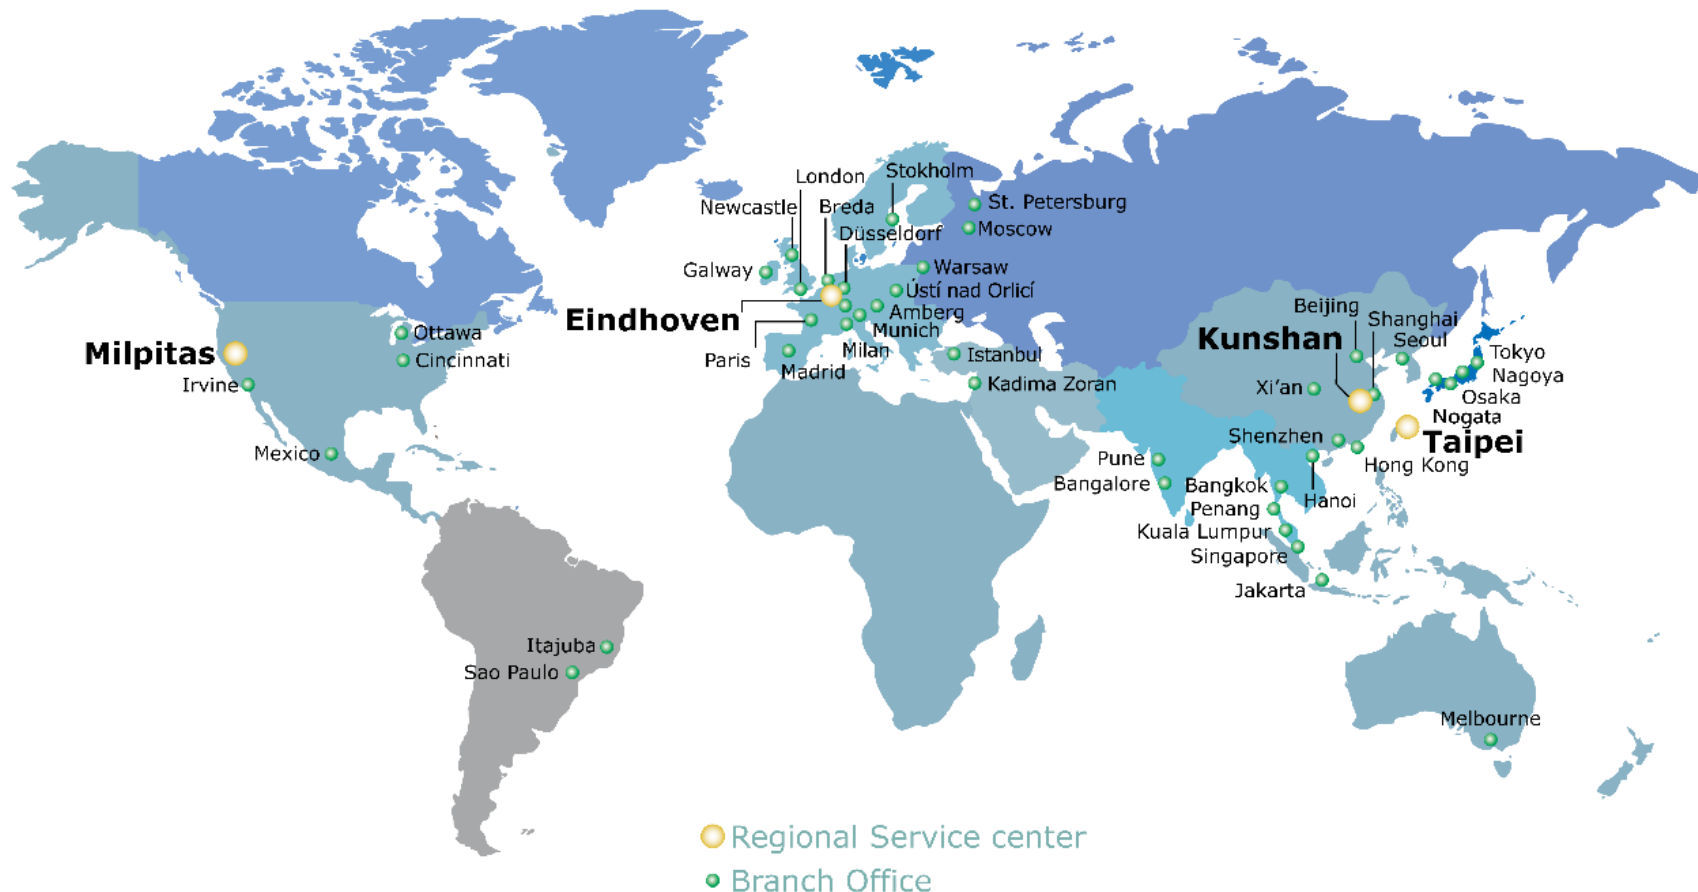 London
Stokholm
Newcastle
Breda
St. Petersburg
Düsseldorf
Moscow
Galway
Warsaw
Ústí nad Orlicí
Eindhoven
Amberg
Munich
Paris
Milan
Madrid
Istanbul
Kadima Zoran
Ottawa
Milpitas
Cincinnati
Irvine
Mexico
Beijing
Shanghai
Kunshan
Seoul
Tokyo
Nagoya
Xi'an
Osaka
Nogata
Shenzhen
Taipei
Pune
Hong Kong
Bangalore
Bangkok
Hanoi
Penang
Kuala Lumpur
Singapore
Jakarta
Itajuba
Sao Paulo
Melbourne
Regional Service center
Branch Office